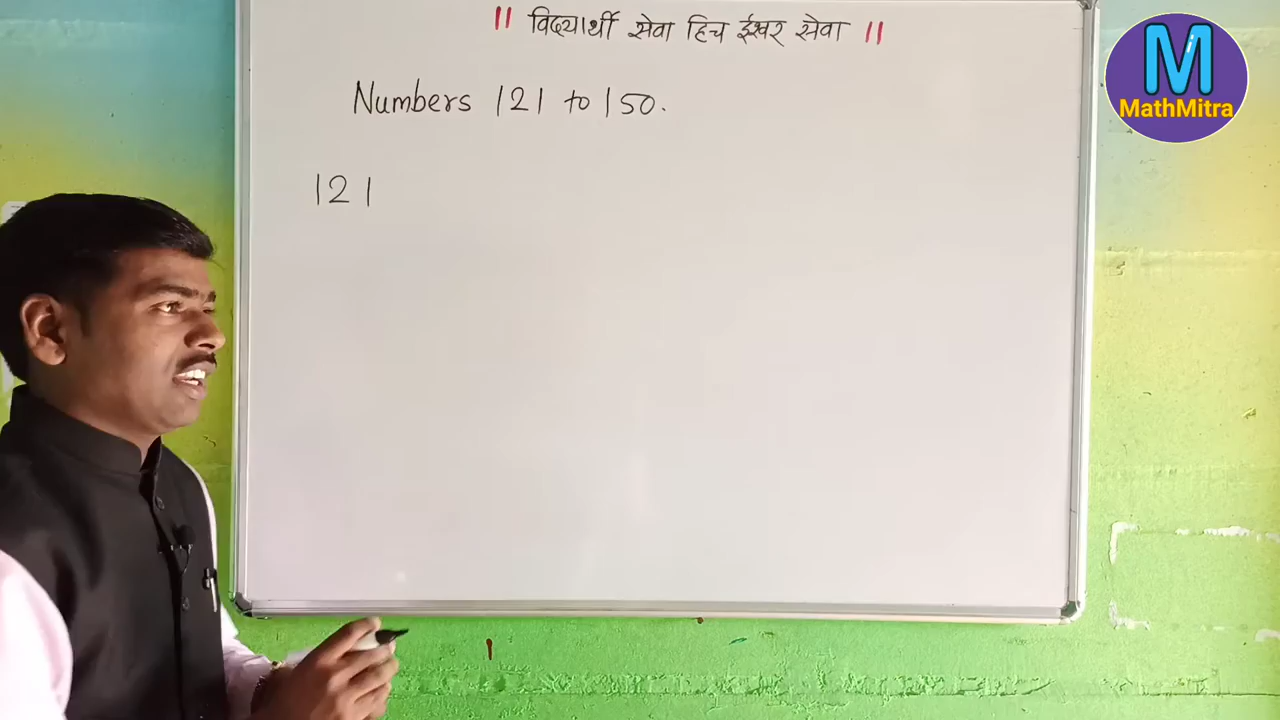 || विद्यार्थी सेवा हिच ईश्वर सेवा ||
Numbers 121 to 150.
121
M
MathMitra